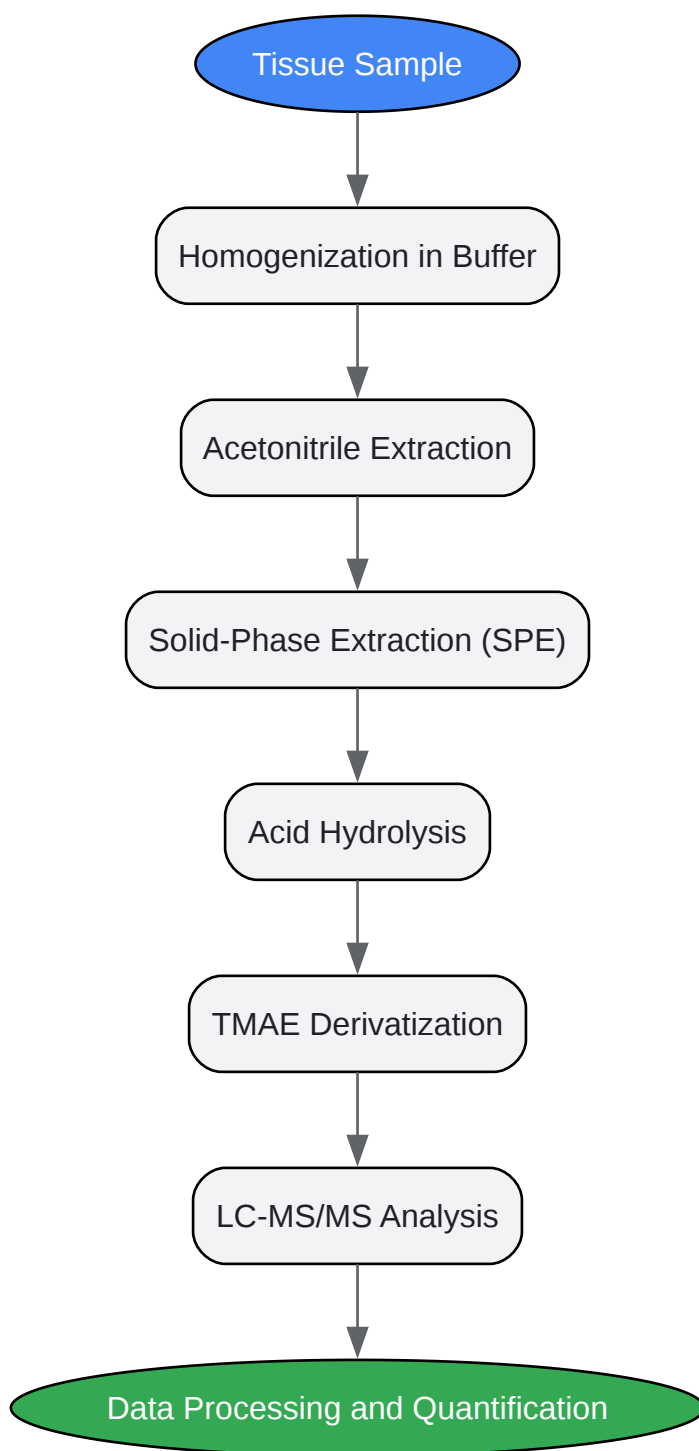 Tissue Sample
Homogenization in Buffer
Acetonitrile Extraction
Solid-Phase Extraction (SPE)
Acid Hydrolysis
TMAE Derivatization
LC-MS/MS Analysis
Data Processing and Quantification